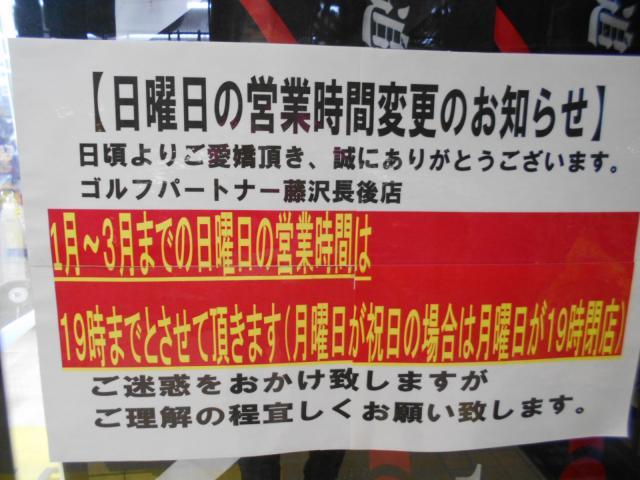 道
道
【日曜日の営業時間変更のお知らせ】
日頃よりご愛嬌頂き、誠にありがとうございます。
ゴルフパートナー藤沢長後店
1月～3月までの日曜日の営業時間は
19時までとさせて頂きます(月曜日が祝日の場合は月曜日が19時閉店)
ご迷惑をおかけ致しますが
ご理解の程宜しくお願い致します。